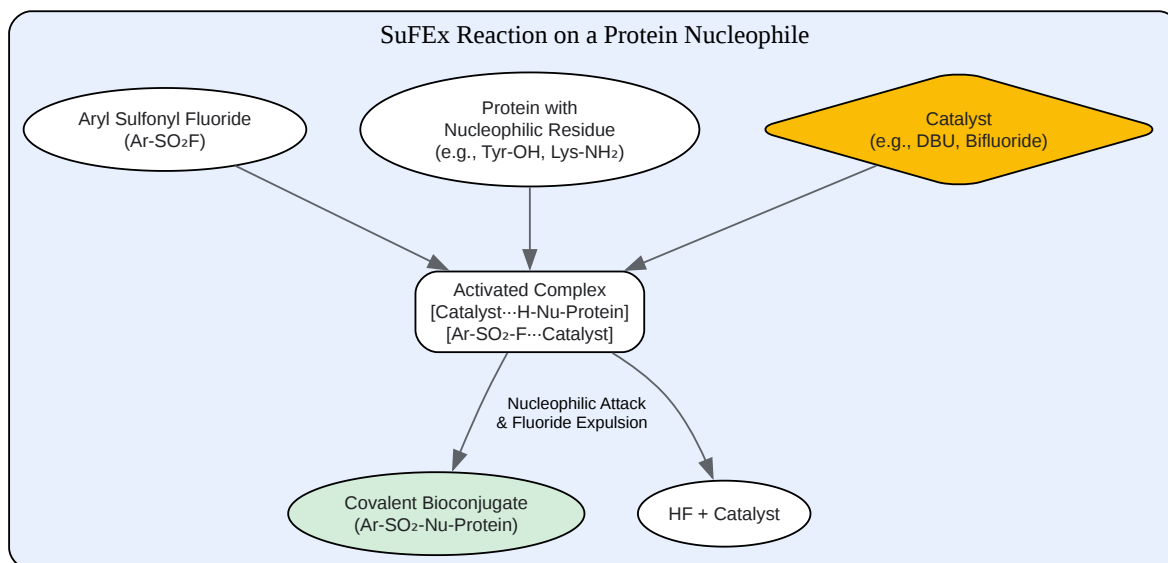 SuFEx Reaction on a Protein Nucleophile
Aryl Sulfonyl Fluoride
(Ar-SO₂F)
Protein with
Nucleophilic Residue
(e.g., Tyr-OH, Lys-NH₂)
Catalyst
(e.g., DBU, Bifluoride)
Activated Complex
[Catalyst···H-Nu-Protein]
[Ar-SO₂-F···Catalyst]
Nucleophilic Attack
& Fluoride Expulsion
Covalent Bioconjugate
(Ar-SO₂-Nu-Protein)
HF + Catalyst